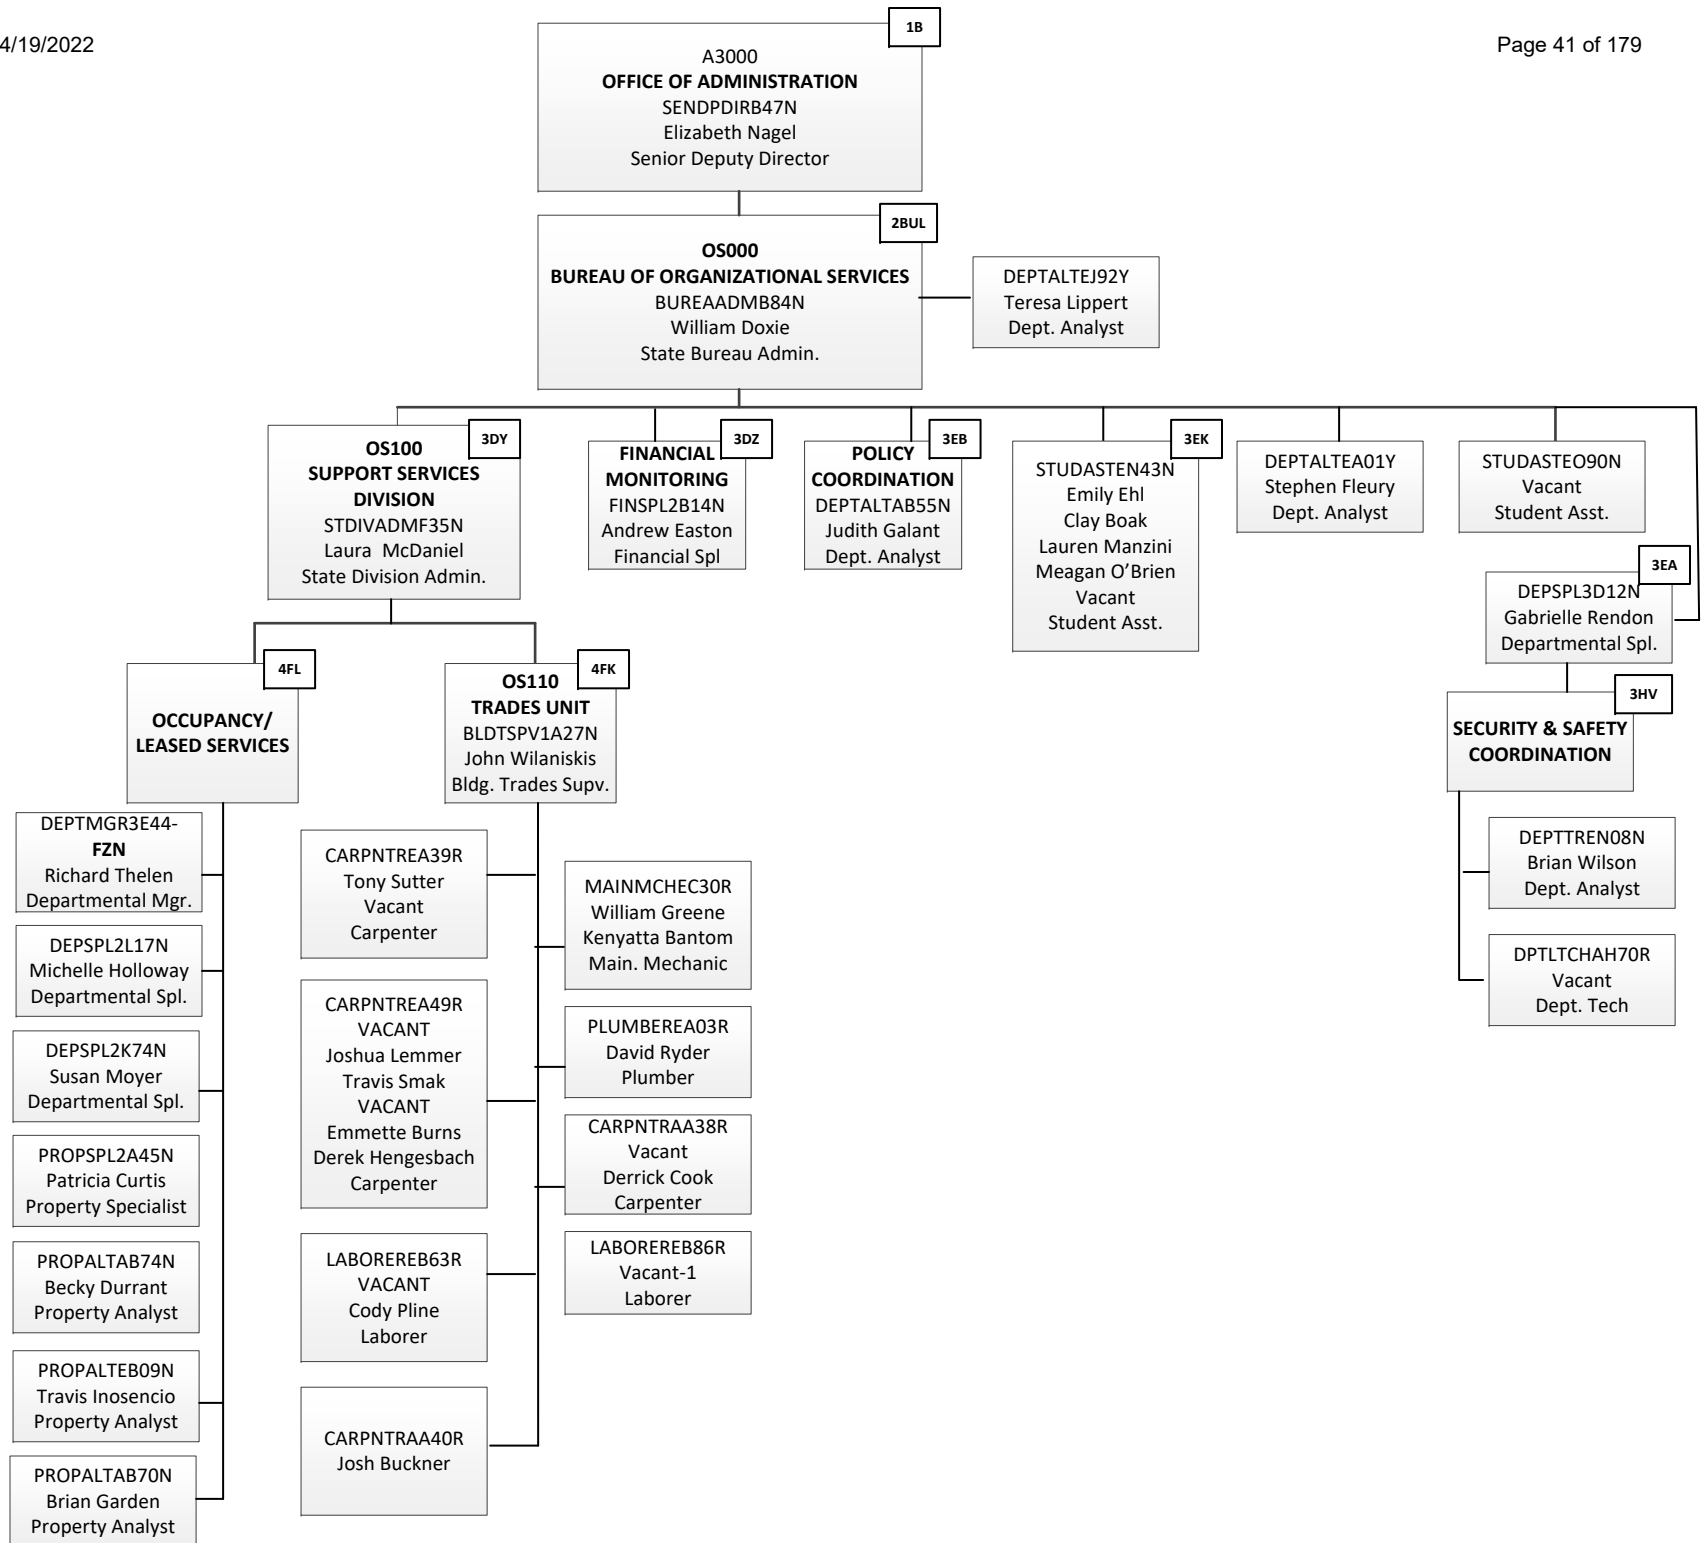 4/19/2022
Page 41 of 179
1B
A3000
OFFICE OF ADMINISTRATION
SENDPDIRB47N
Elizabeth Nagel
Senior Deputy Director
2BUL
OS000
BUREAU OF ORGANIZATIONAL SERVICES
BUREAADMB84N
William Doxie
State Bureau Admin.
DEPTALTEJ92Y
Teresa Lippert
Dept. Analyst
3DY
OS100
SUPPORT SERVICES
DIVISION
STDIVADMF35N
Laura  McDaniel
State Division Admin.
3DZ
FINANCIAL
MONITORING
FINSPL2B14N
Andrew Easton
Financial Spl
3EB
POLICY
COORDINATION
DEPTALTAB55N
Judith Galant
Dept. Analyst
3EK
STUDASTEN43N
Emily Ehl
Clay Boak
Lauren Manzini
Meagan O’Brien
Vacant
Student Asst.
DEPTALTEA01Y
Stephen Fleury
Dept. Analyst
STUDASTEO90N
Vacant
Student Asst.
3EA
DEPSPL3D12N
Gabrielle Rendon
Departmental Spl.
4FL
OCCUPANCY/
LEASED SERVICES
4FK
OS110
TRADES UNIT
BLDTSPV1A27N
John Wilaniskis
Bldg. Trades Supv.
3HV
SECURITY & SAFETY
COORDINATION
DEPTMGR3E44-
FZN
Richard Thelen
Departmental Mgr.
DEPSPL2L17N
Michelle Holloway
Departmental Spl.
DEPSPL2K74N
Susan Moyer
Departmental Spl.
PROPSPL2A45N
Patricia Curtis
Property Specialist
PROPALTAB74N
Becky Durrant
Property Analyst
PROPALTEB09N
Travis Inosencio
Property Analyst
PROPALTAB70N
Brian Garden
Property Analyst
CARPNTREA39R
Tony Sutter
Vacant
Carpenter
CARPNTREA49R
VACANT
Joshua Lemmer
Travis Smak
VACANT
Emmette Burns
Derek Hengesbach
Carpenter
LABOREREB63R
VACANT
Cody Pline
Laborer
CARPNTRAA40R
Josh Buckner
MAINMCHEC30R
William Greene
Kenyatta Bantom
Main. Mechanic
PLUMBEREA03R
David Ryder
Plumber
CARPNTRAA38R
Vacant
Derrick Cook
Carpenter
LABOREREB86R
Vacant-1
Laborer
DEPTTREN08N
Brian Wilson
Dept. Analyst
DPTLTCHAH70R
Vacant
Dept. Tech